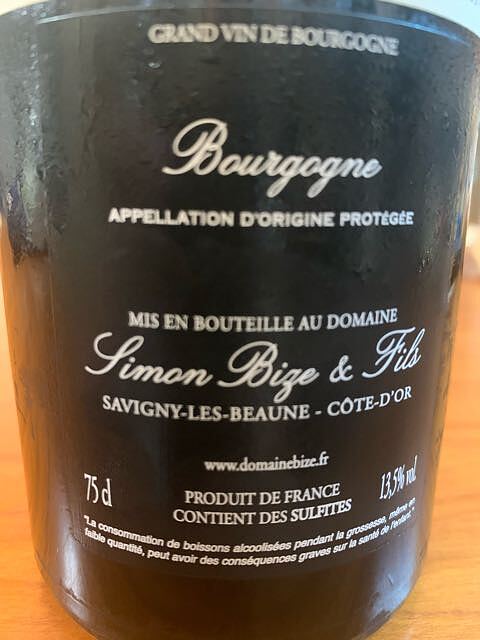 GRAND VIN DE BOURGOGNE
Bourgogne
APPELLATION D'ORIGINE PROTÉGÉE
MIS EN BOUTEILLE AU DOMAINE
Simon Bize & Fils
SAVIGNY-LES-BEAUNE - CÔTE-D'OR
www.domainebize.fr
75 cl
PRODUIT DE FRANCE
13,5% vol.
CONTIENT DES SULFITES
"La consommation de boissons alcoolisées pendant la grossesse, même en
faible quantité, peut avoir des conséquences graves sur la santé de l'enfant."